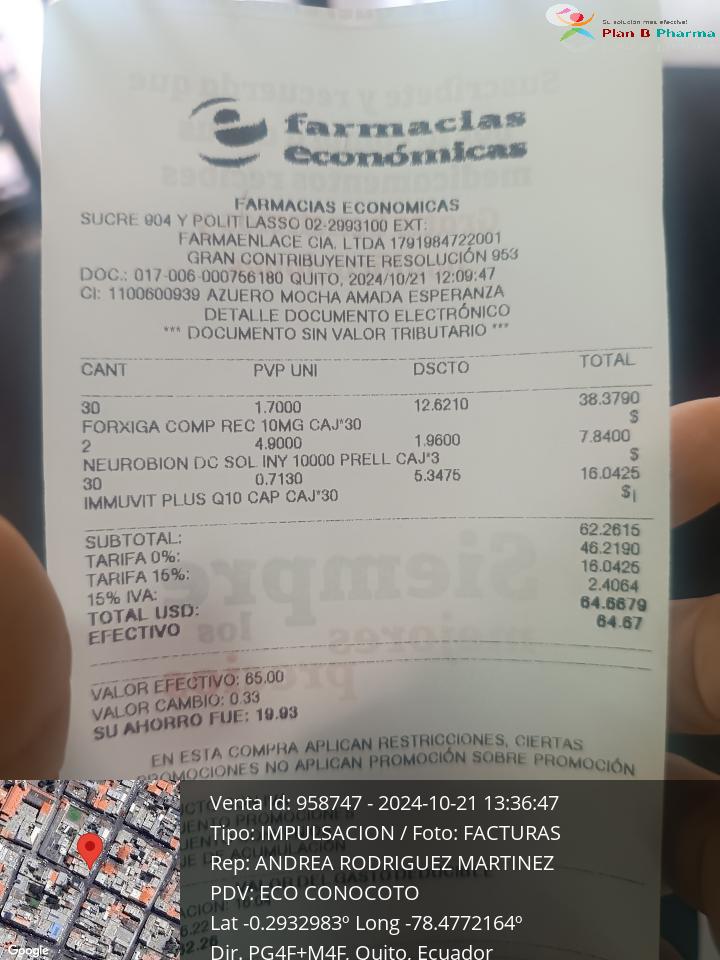 Su solución más efectiva!
Plan B Pharma
farmacias
económicas
FARMACIAS ECONOMICAS
SUCRE 904 Y POLIT LASSO 02-2993100 EXT:
FARMAENLACE CIA. LTDA 1791984722001
GRAN CONTRIBUYENTE RESOLUCIÓN 953
DOC.: 017-006-000756180 QUITO, 2024/10/21 12:09:47
CI: 1100600939 AZUERO MOCHA AMADA ESPERANZA
DETALLE DOCUMENTO ELECTRÓNICO
*** DOCUMENTO SIN VALOR TRIBUTARIO ***
CANT PVP UNI DSCTO TOTAL
30 1.7000 12.6210 38.3790
FORXIGA COMP REC 10MG CAJ*30 $
2 4.9000 1.9600 7.8400
NEUROBION DC SOL INY 10000 PRELL CAJ*3 $
30 0.7130 5.3475 16.0425
IMMUVIT PLUS Q10 CAP CAJ*30 $
SUBTOTAL: 62.2615
TARIFA 0%: 46.2190
TARIFA 15%: 16.0425
15% IVA: 2.4064
TOTAL USD: 64.6679
EFECTIVO 64.67
VALOR EFECTIVO: 65.00
VALOR CAMBIO: 0.33
SU AHORRO FUE: 19.93
EN ESTA COMPRA APLICAN RESTRICCIONES, CIERTAS
PROMOCIONES NO APLICAN PROMOCIÓN SOBRE PROMOCIÓN
Venta Id: 958747 - 2024-10-21 13:36:47
Tipo: IMPULSACION / Foto: FACTURAS
Rep: ANDREA RODRIGUEZ MARTINEZ
PDV: ECO CONOCOTO
Lat -0.2932983º Long -78.4772164º
Dir. PG4F+M4F, Quito, Ecuador
Google